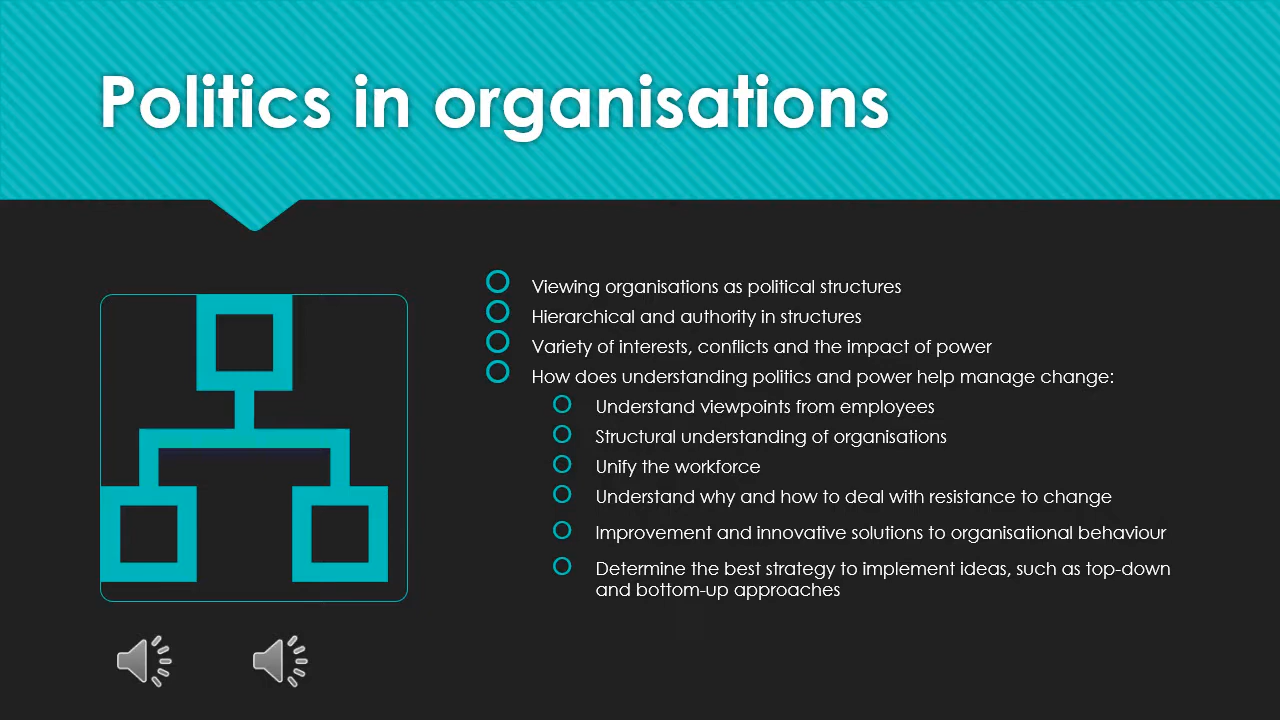 Politics in organisations
Viewing organisations as political structures
Hierarchical and authority in structures
Variety of interests, conflicts and the impact of power
How does understanding politics and power help manage change:
Understand viewpoints from employees
Structural understanding of organisations
Unify the workforce
Understand why and how to deal with resistance to change
Improvement and innovative solutions to organisational behaviour
Determine the best strategy to implement ideas, such as top-down
and bottom-up approaches